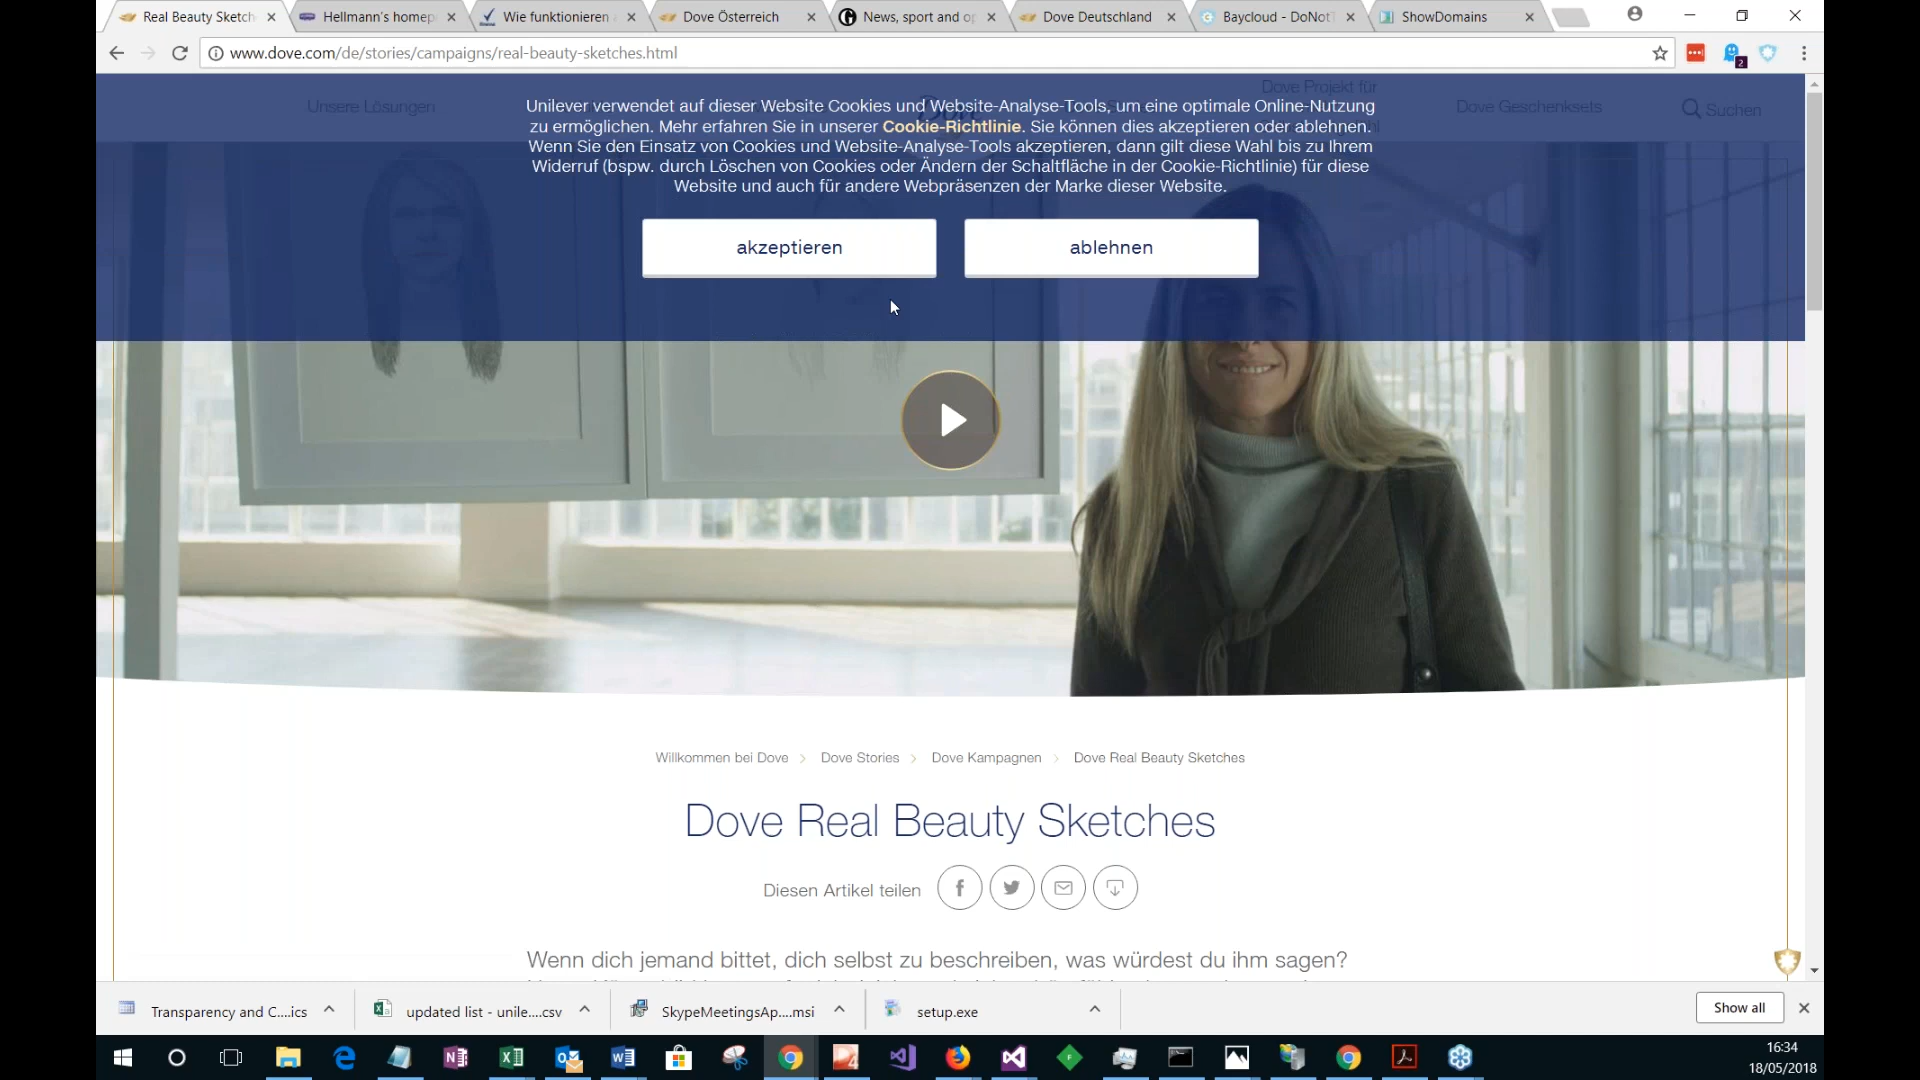 Real Beauty Sketch
Hellmann's homep
Wie funktionieren
Dove Österreich
News, sport and op
Dove Deutschland
Baycloud - DoNotT
ShowDomains
www.dove.com/de/stories/campaigns/real-beauty-sketches.html
Unsere Lösungen
Dove Projekt für
Dove Geschenksets
Suchen
Unilever verwendet auf dieser Website Cookies und Website-Analyse-Tools, um eine optimale Online-Nutzung
zu ermöglichen. Mehr erfahren Sie in unserer Cookie-Richtlinie. Sie können dies akzeptieren oder ablehnen.
Wenn Sie den Einsatz von Cookies und Website-Analyse-Tools akzeptieren, dann gilt diese Wahl bis zu Ihrem
Widerruf (bspw. durch Löschen von Cookies oder Ändern der Schaltfläche in der Cookie-Richtlinie) für diese
Website und auch für andere Webpräsenzen der Marke dieser Website.
akzeptieren
ablehnen
Willkommen bei Dove
Dove Stories
Dove Kampagnen
Dove Real Beauty Sketches
Dove Real Beauty Sketches
Diesen Artikel teilen
Wenn dich jemand bittet, dich selbst zu beschreiben, was würdest du ihm sagen?
Transparency and C....ics
updated list - unile....csv
SkypeMeetingsAp....msi
setup.exe
Show all
16:34
18/05/2018